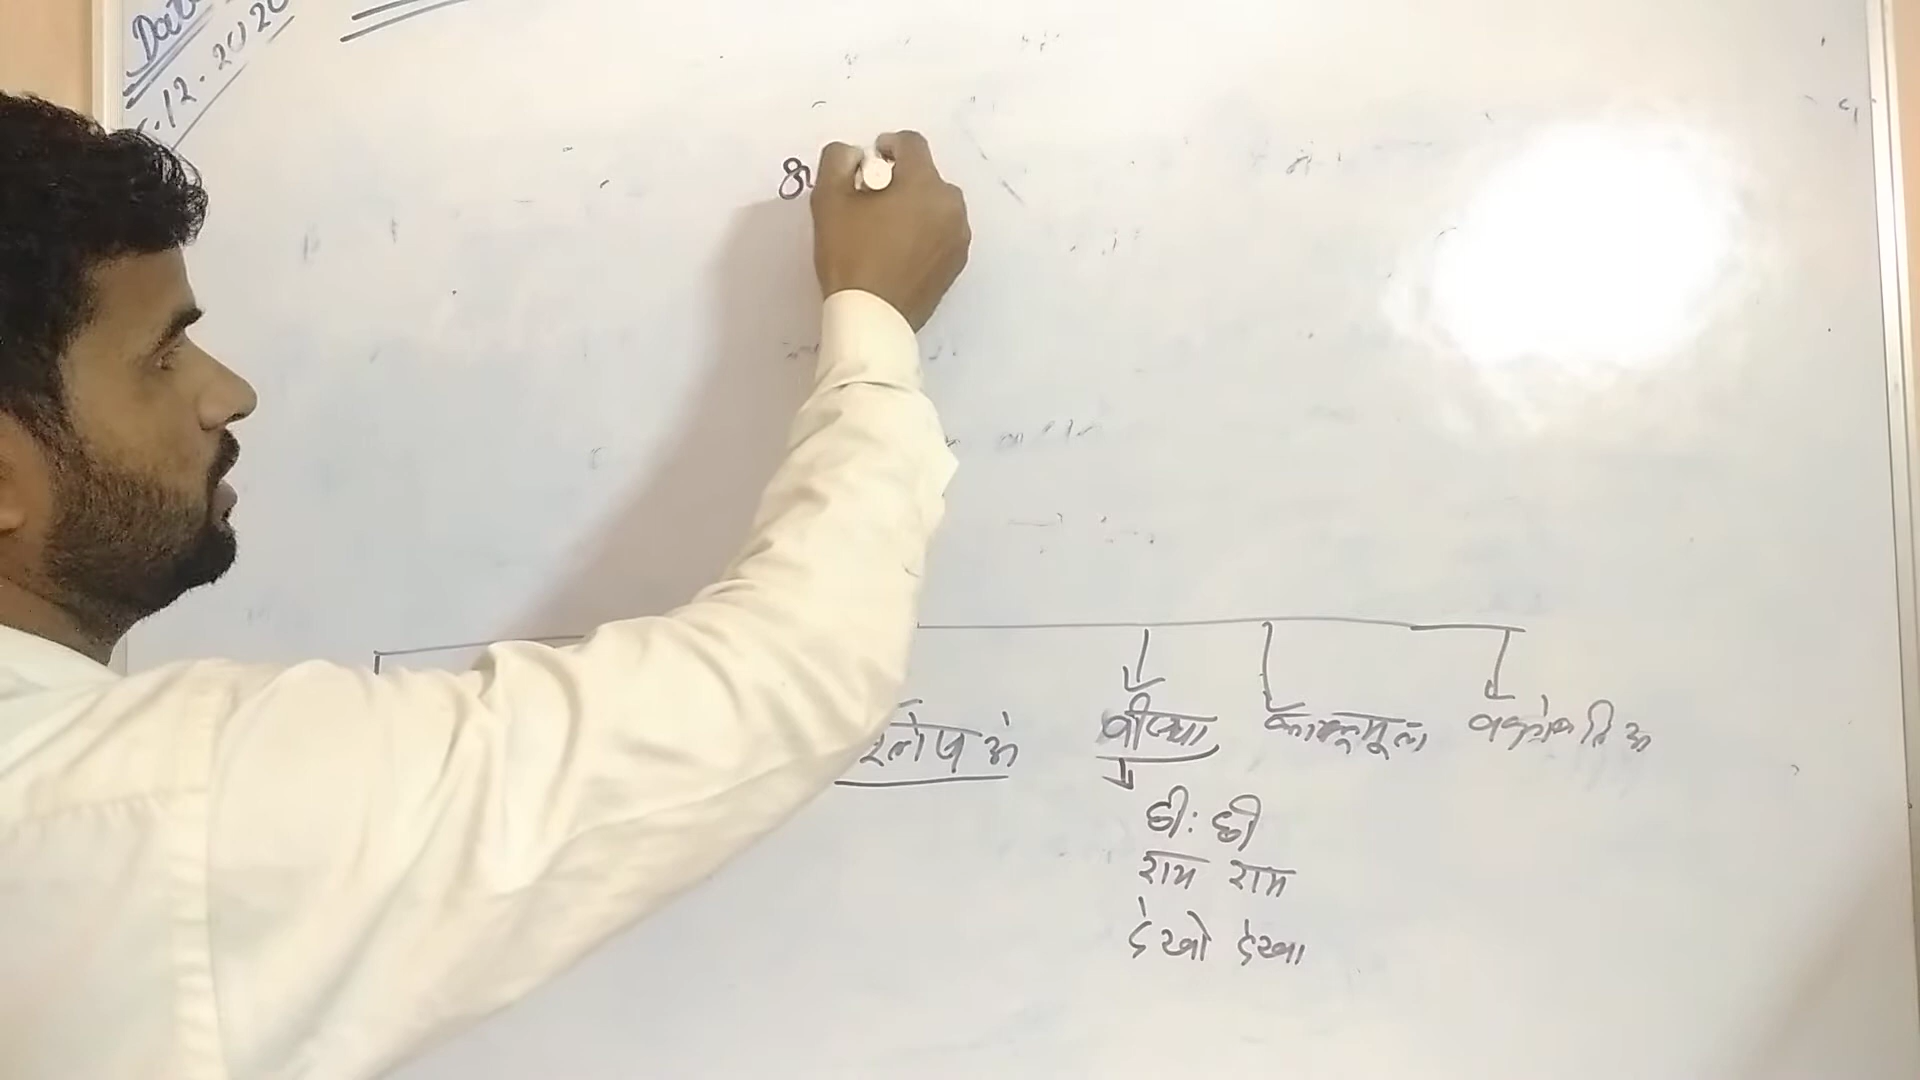 Date
.12.2020
श्लेष अं
वीप्सा
वक्रोक्ति अ
छी: छी
राम राम
देखो देखा